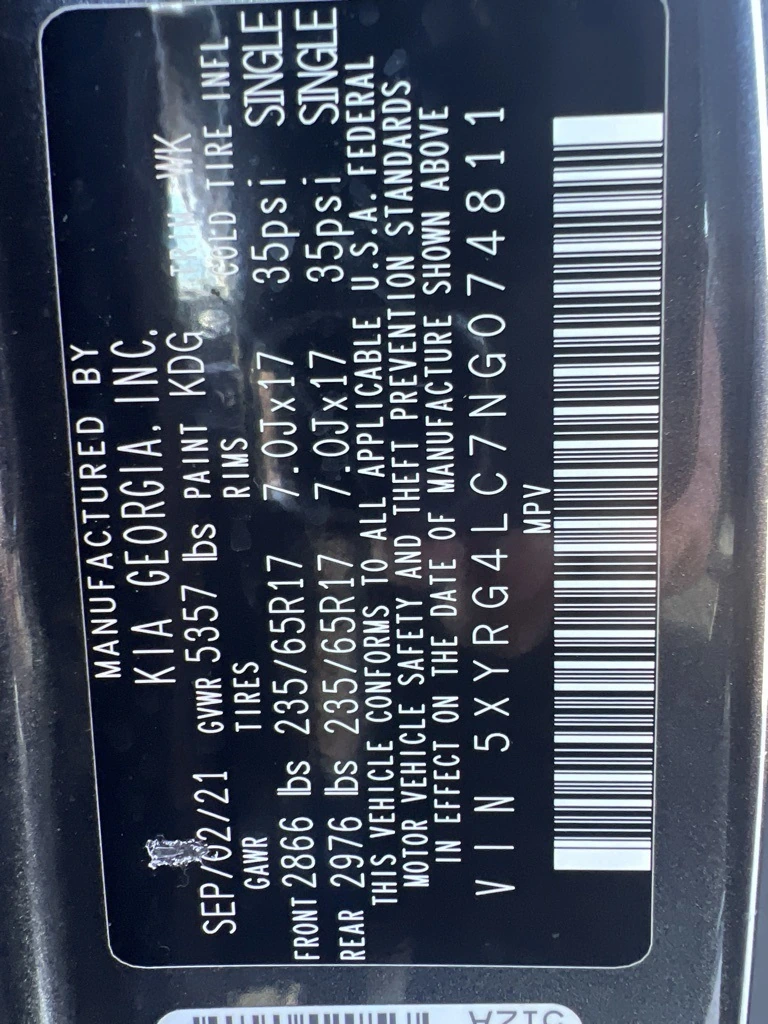 MANUFACTURED BY
KIA GEORGIA, INC.
SEP/02/21 GVWR 5357 lbs PAINT KDG TRIM WK
GAWR TIRES RIMS COLD TIRE INFL
FRONT 2866 lbs 235/65R17 7.0Jx17 35psi SINGLE
REAR 2976 lbs 235/65R17 7.0Jx17 35psi SINGLE
THIS VEHICLE CONFORMS TO ALL APPLICABLE U.S.A. FEDERAL
MOTOR VEHICLE SAFETY AND THEFT PREVENTION STANDARDS
IN EFFECT ON THE DATE OF MANUFACTURE SHOWN ABOVE
VIN 5XYRG4LC7NG074811
MPV